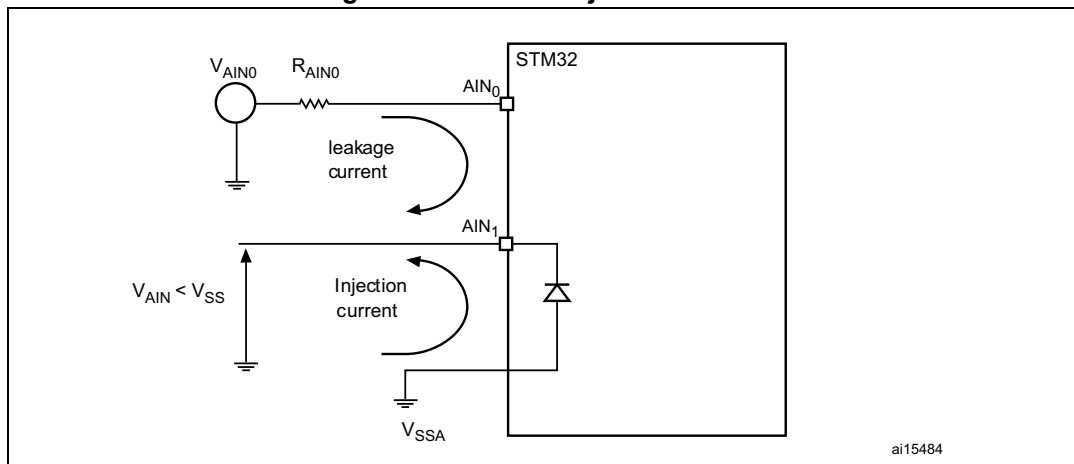 STM32
V_AIN0
R_AIN0
AIN_0
leakage
current
AIN_1
V_AIN < V_SS
Injection
current
V_SSA
ai15484